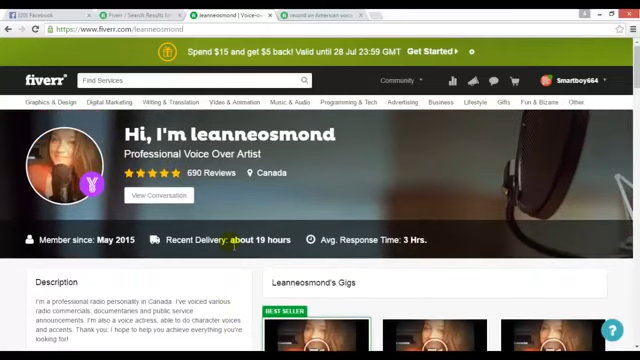 (20) Facebook
Fiverr / Search Results for
leanneosmond | Voice-ov
record an American voice
https://www.fiverr.com/leanneosmond
Spend $15 and get $5 back! Valid until 28 Jul 23:59 GMT Get Started
fiverr
Find Services
Community
Smartboy664
Graphics & Design Digital Marketing Writing & Translation Video & Animation Music & Audio Programming & Tech Advertising Business Lifestyle Gifts Fun & Bizarre Other
Hi, I'm leanneosmond
Professional Voice Over Artist
690 Reviews Canada
View Conversation
Member since: May 2015 Recent Delivery: about 19 hours Avg. Response Time: 3 Hrs.
Description
I'm a professional radio personality in Canada. I've voiced various
radio commercials, documentaries and public service
announcements. I'm also a voice actress, able to do character voices
and accents. Thank you, I hope to help you achieve everything you're
looking for!
Leanneosmond's Gigs
BEST SELLER
?